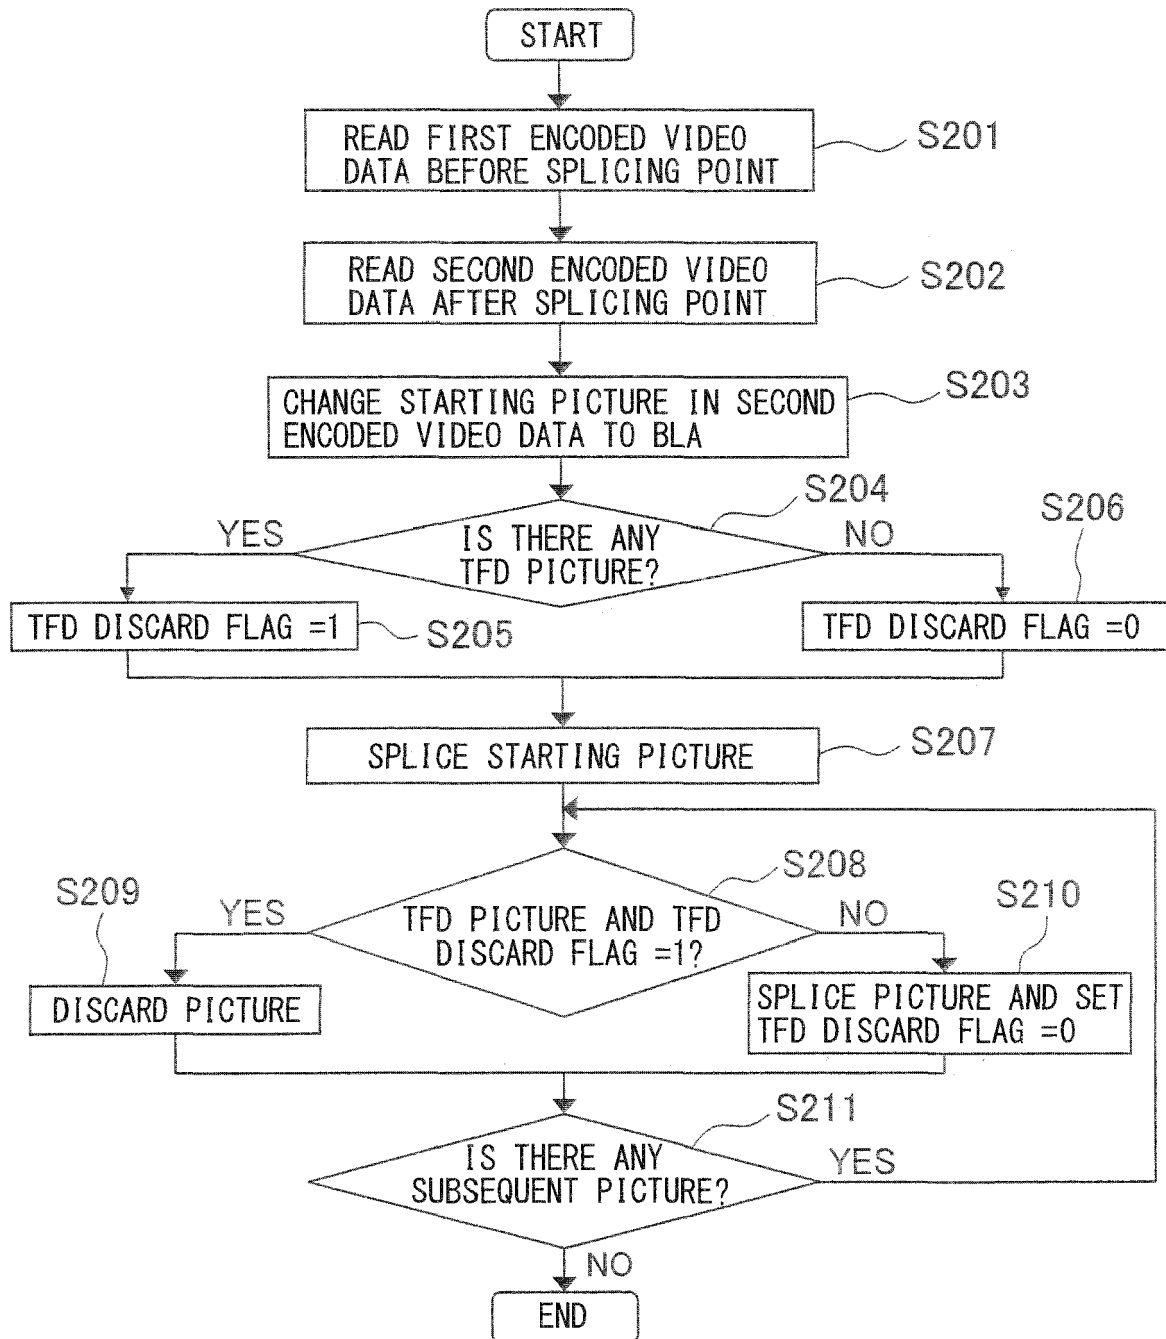 START
READ FIRST ENCODED VIDEO
DATA BEFORE SPLICING POINT
S201
READ SECOND ENCODED VIDEO
DATA AFTER SPLICING POINT
S202
CHANGE STARTING PICTURE IN SECOND
ENCODED VIDEO DATA TO BLA
S203
IS THERE ANY
TFD PICTURE?
S204
YES
NO
S206
TFD DISCARD FLAG =1
S205
TFD DISCARD FLAG =0
SPLICE STARTING PICTURE
S207
TFD PICTURE AND TFD
DISCARD FLAG =1?
S208
YES
NO
S209
DISCARD PICTURE
S210
SPLICE PICTURE AND SET
TFD DISCARD FLAG =0
IS THERE ANY
SUBSEQUENT PICTURE?
S211
YES
NO
END